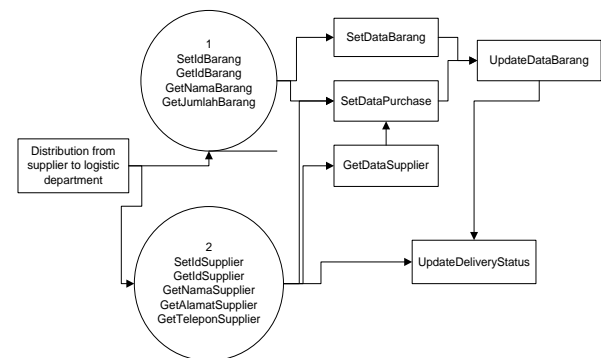 1
SetIdBarang
GetIdBarang
GetNamaBarang
GetJumlahBarang
SetDataBarang
UpdateDataBarang
SetDataPurchase
Distribution from
supplier to logistic
department
GetDataSupplier
2
SetIdSupplier
GetIdSupplier
GetNamaSupplier
GetAlamatSupplier
GetTeleponSupplier
UpdateDeliveryStatus